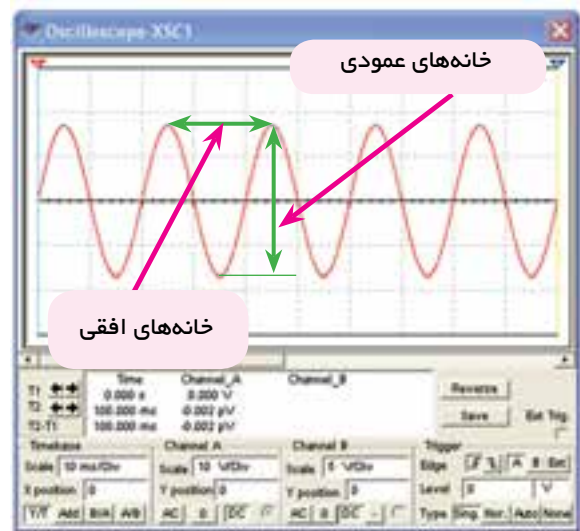 Oscilloscope-XSC1
خانه‌های عمودی
خانه‌های افقی
Time Channel_A Channel_B
T1 0.000 s 0.000 V
T2 100.000 ms -0.002 pV
T2-T1 100.000 ms -0.002 pV
Reverse
Save
Ext Trig.
Timebase
Scale 10 ms/Div
X position 0
Y/T Add B/A A/B
Channel A
Scale 10 V/Div
Y position 0
AC 0 DC
Channel B
Scale 5 V/Div
Y position 0
AC 0 DC -
Trigger
Edge A B Ext
Level 0 V
Type Sing. Nor. Auto None